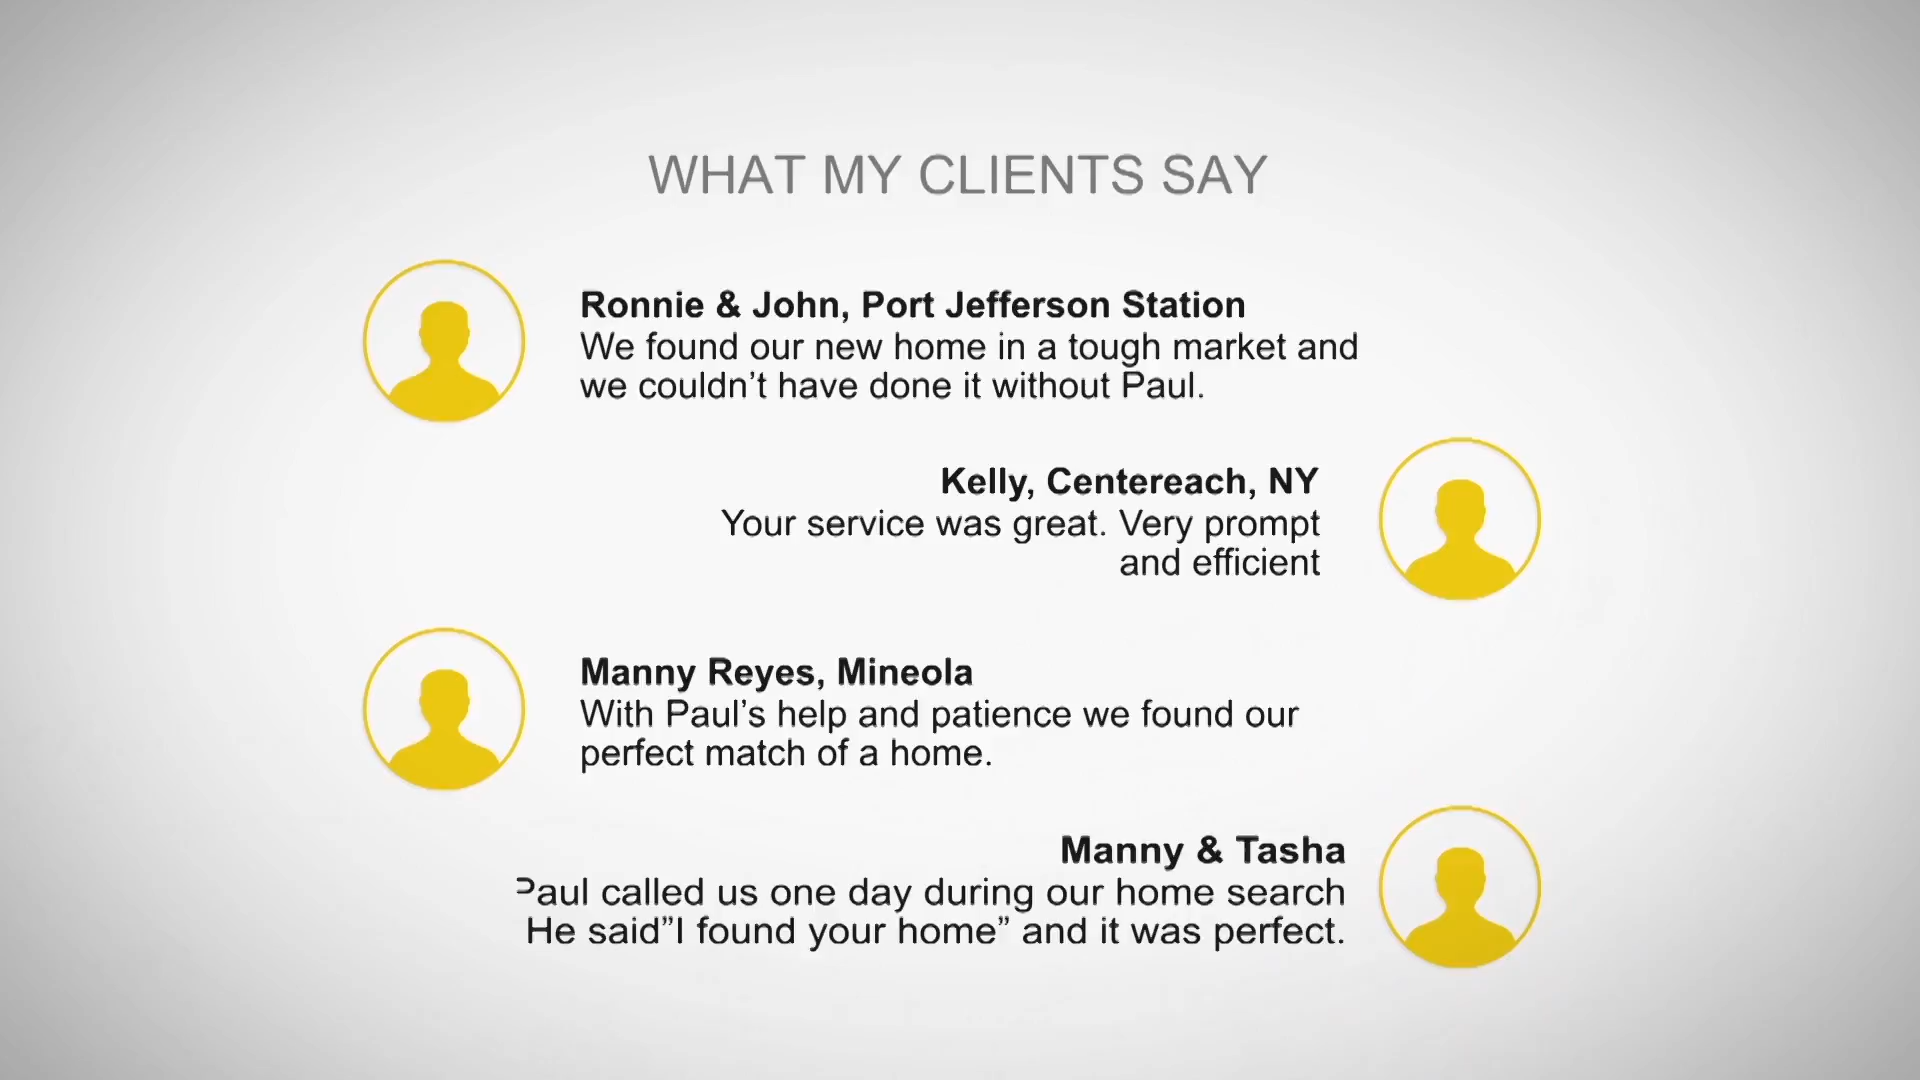 WHAT MY CLIENTS SAY
Ronnie & John, Port Jefferson Station
We found our new home in a tough market and
we couldn’t have done it without Paul.
Kelly, Centereach, NY
Your service was great. Very prompt
and efficient
Manny Reyes, Mineola
With Paul’s help and patience we found our
perfect match of a home.
Manny & Tasha
Paul called us one day during our home search
He said”I found your home” and it was perfect.